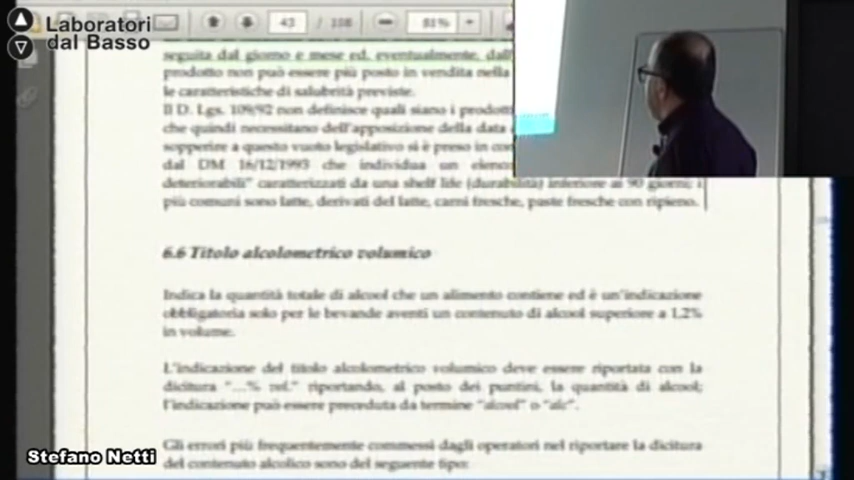 Laboratori
dal Basso
43 / 108
81%
seguita dal giorno e mese ed, eventualmente, dall'
prodotto non può essere più posto in vendita nella
le caratteristiche di salubrità previste.
Il D. Lgs. 109/92 non definisce quali siano i prodotti
che quindi necessitano dell'apposizione della data
sopperire a questo vuoto legislativo si è preso in
dal DM 16/12/1993 che individua un elenco
deteriorabili" caratterizzati da una shelf life (durabilità) inferiore ai 90 giorni; i
più comuni sono latte, derivati del latte, carni fresche, paste fresche con ripieno.
6.6 Titolo alcolometrico volumico
Indica la quantità totale di alcool che un alimento contiene ed è un'indicazione
obbligatoria solo per le bevande aventi un contenuto di alcool superiore a 1,2%
in volume.
L'indicazione del titolo alcolometrico volumico deve essere riportata con la
dicitura "…% vol." riportando, al posto dei puntini, la quantità di alcool;
l'indicazione può essere preceduta da termine "alcool" o "alc".
Gli errori più frequentemente commessi dagli operatori nel riportare la dicitura
del contenuto alcolico sono del seguente tipo:
Stefano Netti